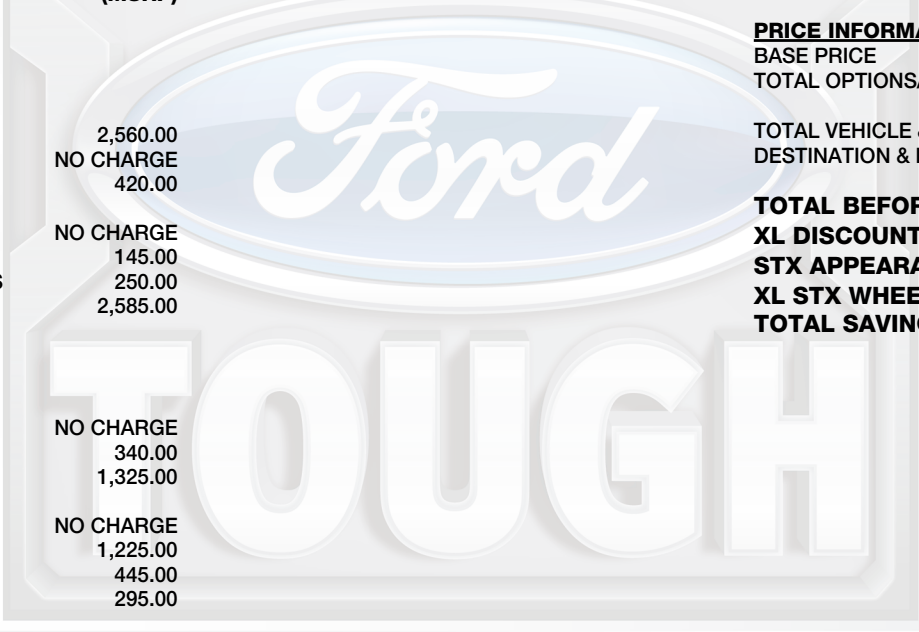 (MSRP)
2,560.00
NO CHARGE
420.00
NO CHARGE
145.00
250.00
2,585.00
NO CHARGE
340.00
1,325.00
NO CHARGE
1,225.00
445.00
295.00
Ford
TOUGH
PRICE INFORMA
BASE PRICE
TOTAL OPTIONS
TOTAL VEHICLE
DESTINATION &
TOTAL BEFOR
XL DISCOUNT
STX APPEARA
XL STX WHEE
TOTAL SAVIN